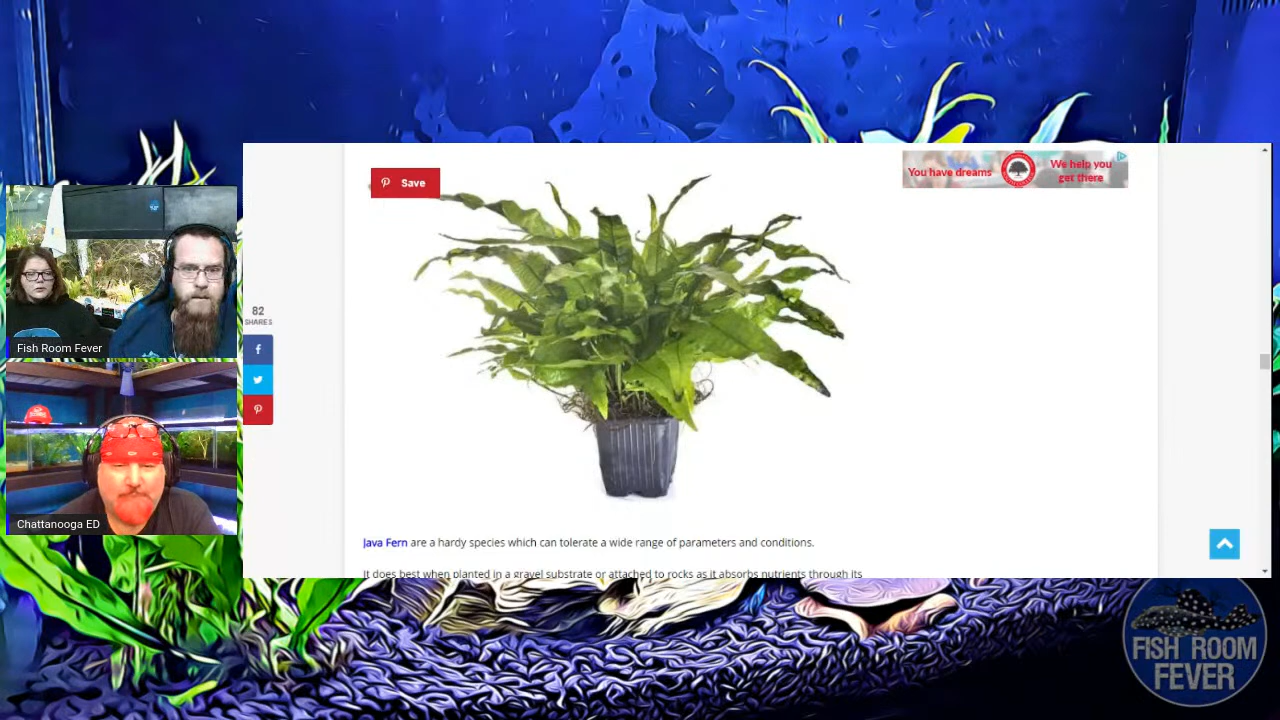 Save
You have dreams
We help you
get there
82
SHARES
Fish Room Fever
Chattanooga ED
Java Fern are a hardy species which can tolerate a wide range of parameters and conditions.
It does best when planted in a gravel substrate or attached to rocks as it absorbs nutrients through its
FISH ROOM
FEVER